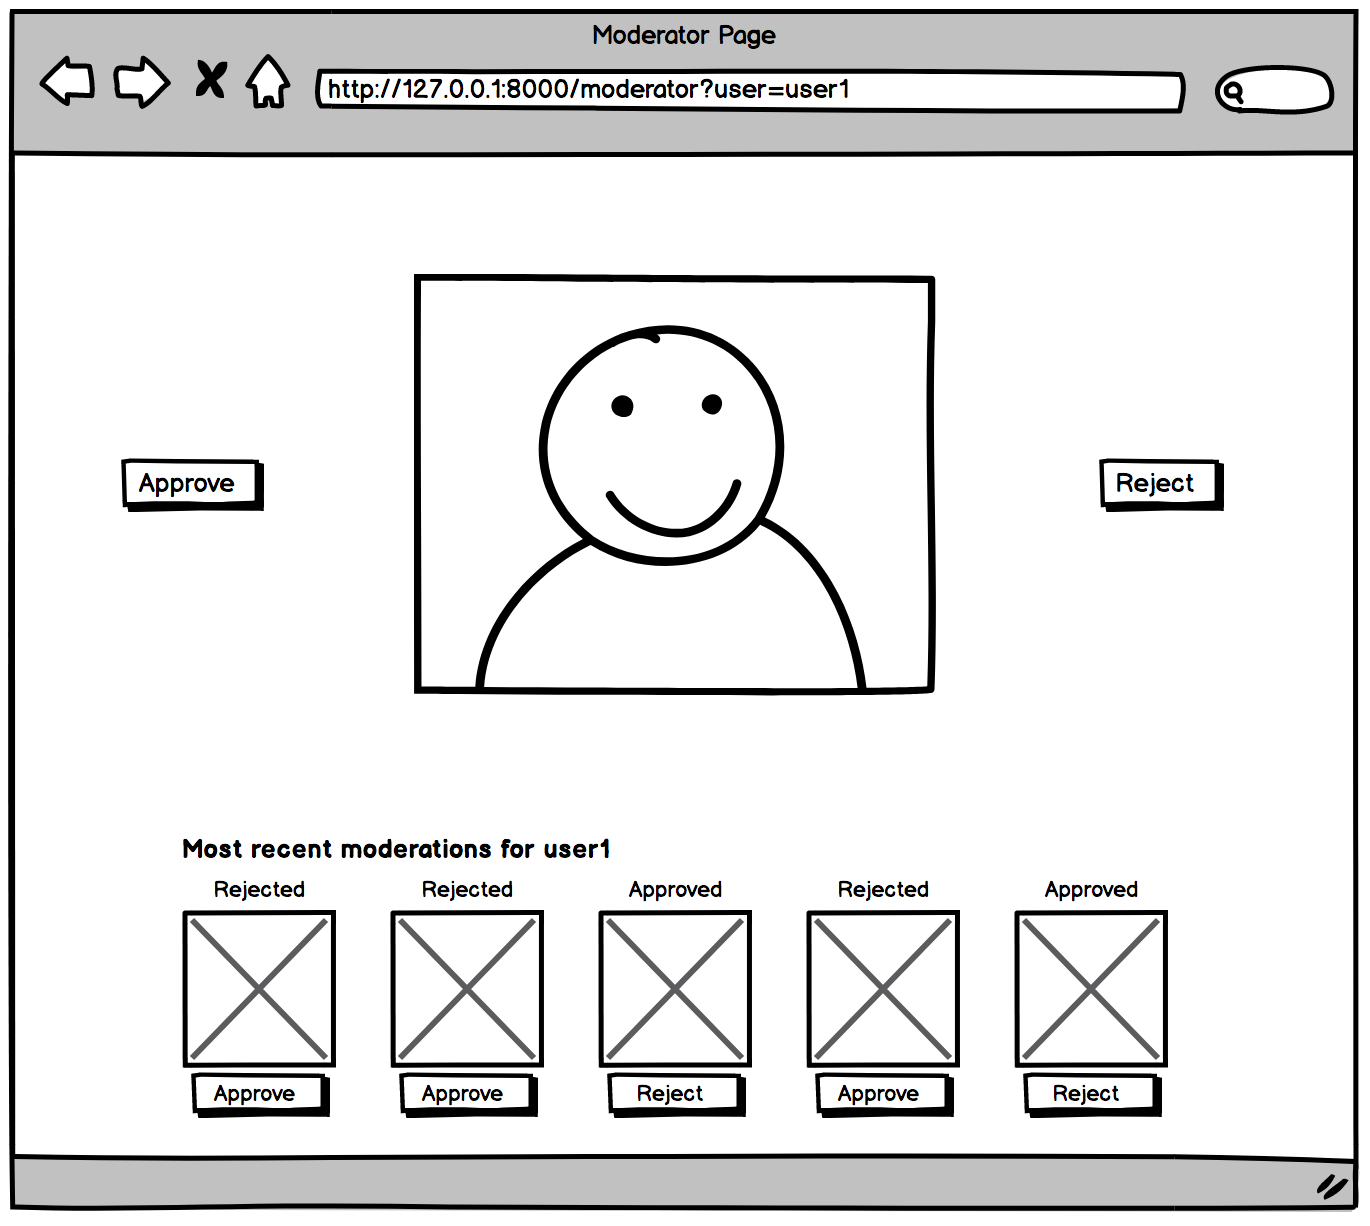 Moderator Page
http://127.0.0.1:8000/moderator?user=user1
Approve
Reject
Most recent moderations for user1
Rejected Rejected Approved Rejected Approved
Approve Approve Reject Approve Reject